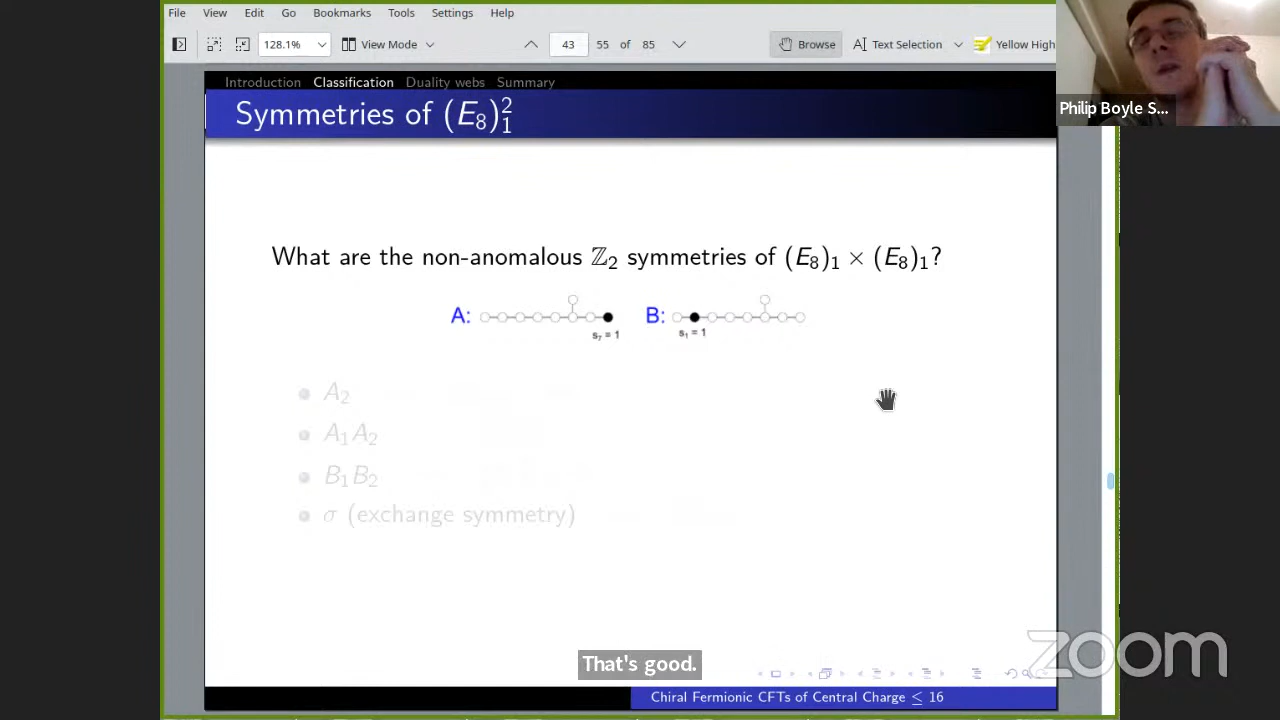 File View Edit Go Bookmarks Tools Settings Help
128.1% View Mode 43 55 of 85 Browse Text Selection Yellow High
Philip Boyle S...
Introduction Classification Duality webs Summary
Symmetries of (E₈)₁²
What are the non-anomalous ℤ₂ symmetries of (E₈)₁ × (E₈)₁?
A: B:
s₇ = 1 s₁ = 1
A₂
A₁A₂
B₁B₂
σ (exchange symmetry)
That's good.
zoom
Chiral Fermionic CFTs of Central Charge ≤ 16